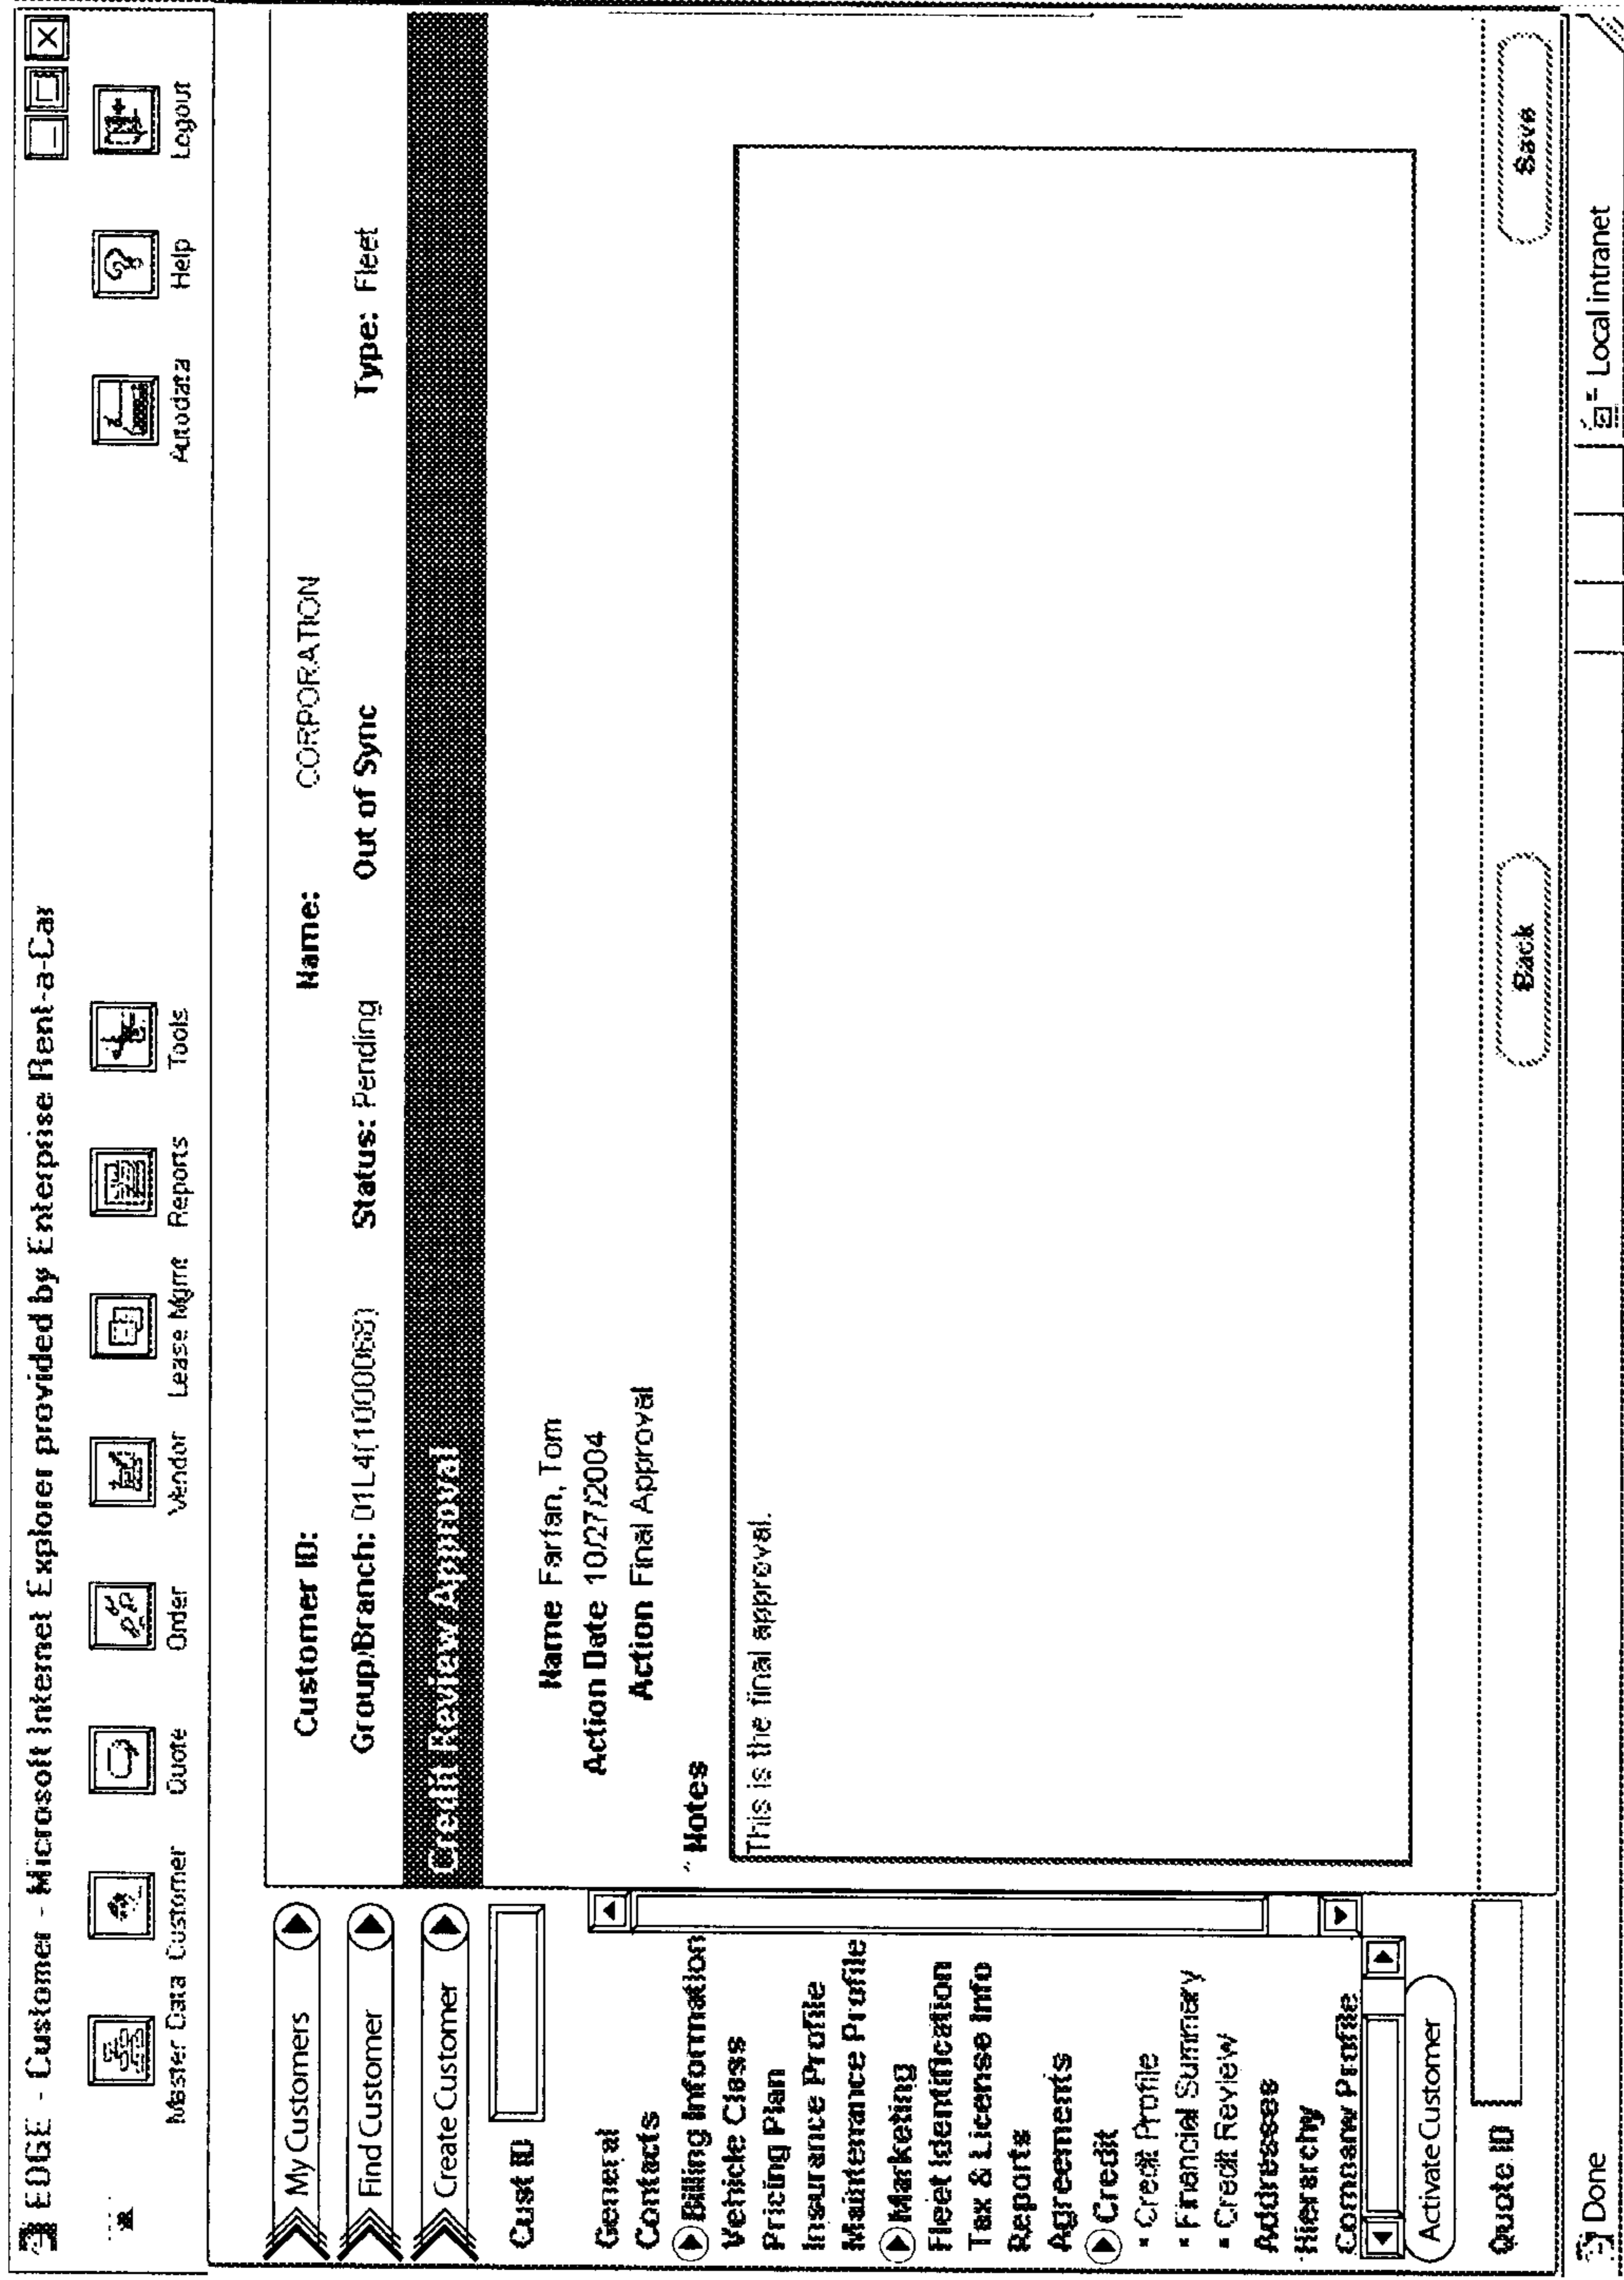 EDGE - Customer - Microsoft Internet Explorer provided by Enterprise Rent-a-Car
Master Data Customer Quote Order Vendor Lease Mgmt Reports Tools Autodata Help Logout
My Customers
Find Customer
Create Customer
Cust ID
General
Contacts
Billing Information
Vehicle Class
Pricing Plan
Insurance Profile
Maintenance Profile
Marketing
Fleet Identification
Tax & License Info
Reports
Agreements
Credit
Credit Profile
Financial Summary
Credit Review
Addresses
Hierarchy
Company Profile
Activate Customer
Quote ID
Customer ID: Name: CORPORATION
Group/Branch: 01L4(1000068) Status: Pending Out of Sync Type: Fleet
Credit Review Approval
Name Farfan, Tom
Action Date 10/27/2004
Action Final Approval
Notes
This is the final approval.
Back Save
Done Local intranet